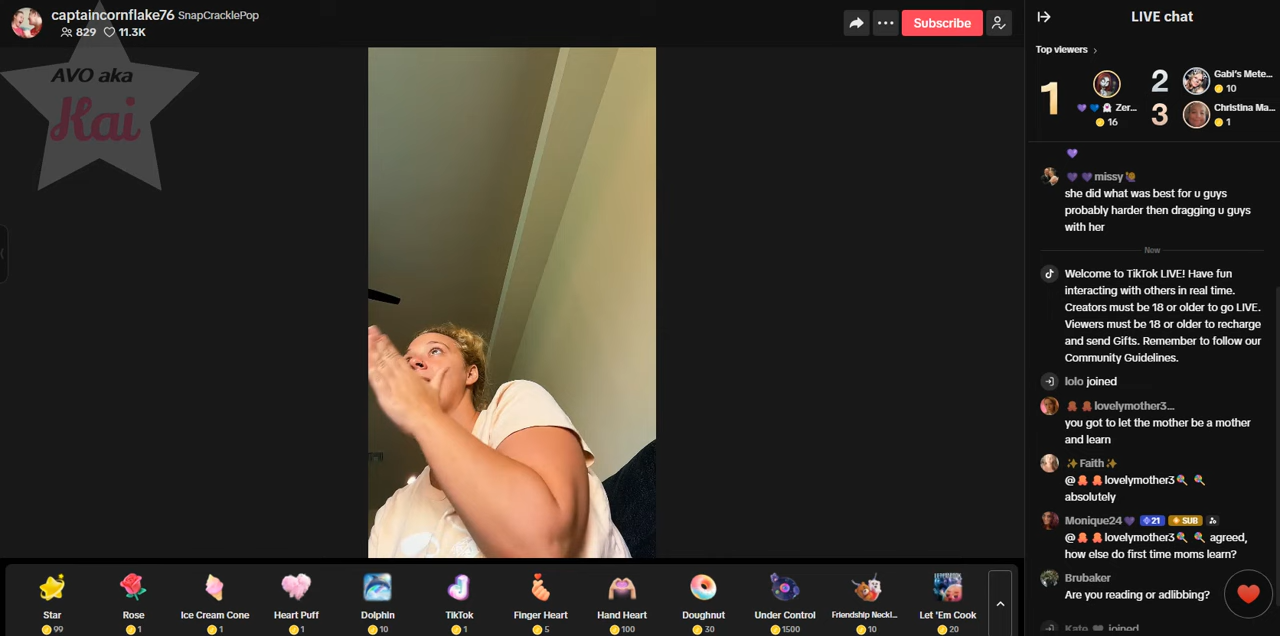 captaincornflake76 SnapCracklePop
829 11.3K
Subscribe
AVO aka
Kai
LIVE chat
Top viewers
1
Zer...
16
2
Gabi's Mete...
10
3
Christina Ma...
1
missy
she did what was best for u guys
probably harder then dragging u guys
with her
Now
Welcome to TikTok LIVE! Have fun
interacting with others in real time.
Creators must be 18 or older to go LIVE.
Viewers must be 18 or older to recharge
and send Gifts. Remember to follow our
Community Guidelines.
lolo joined
lovelymother3...
you got to let the mother be a mother
and learn
Faith
@lovelymother3
absolutely
Monique24 21 SUB
@lovelymother3 agreed,
how else do first time moms learn?
Brubaker
Are you reading or adlibbing?
Kate joined
Star
99
Rose
1
Ice Cream Cone
1
Heart Puff
1
Dolphin
10
TikTok
1
Finger Heart
5
Hand Heart
100
Doughnut
30
Under Control
1500
Friendship Neckl...
10
Let 'Em Cook
20